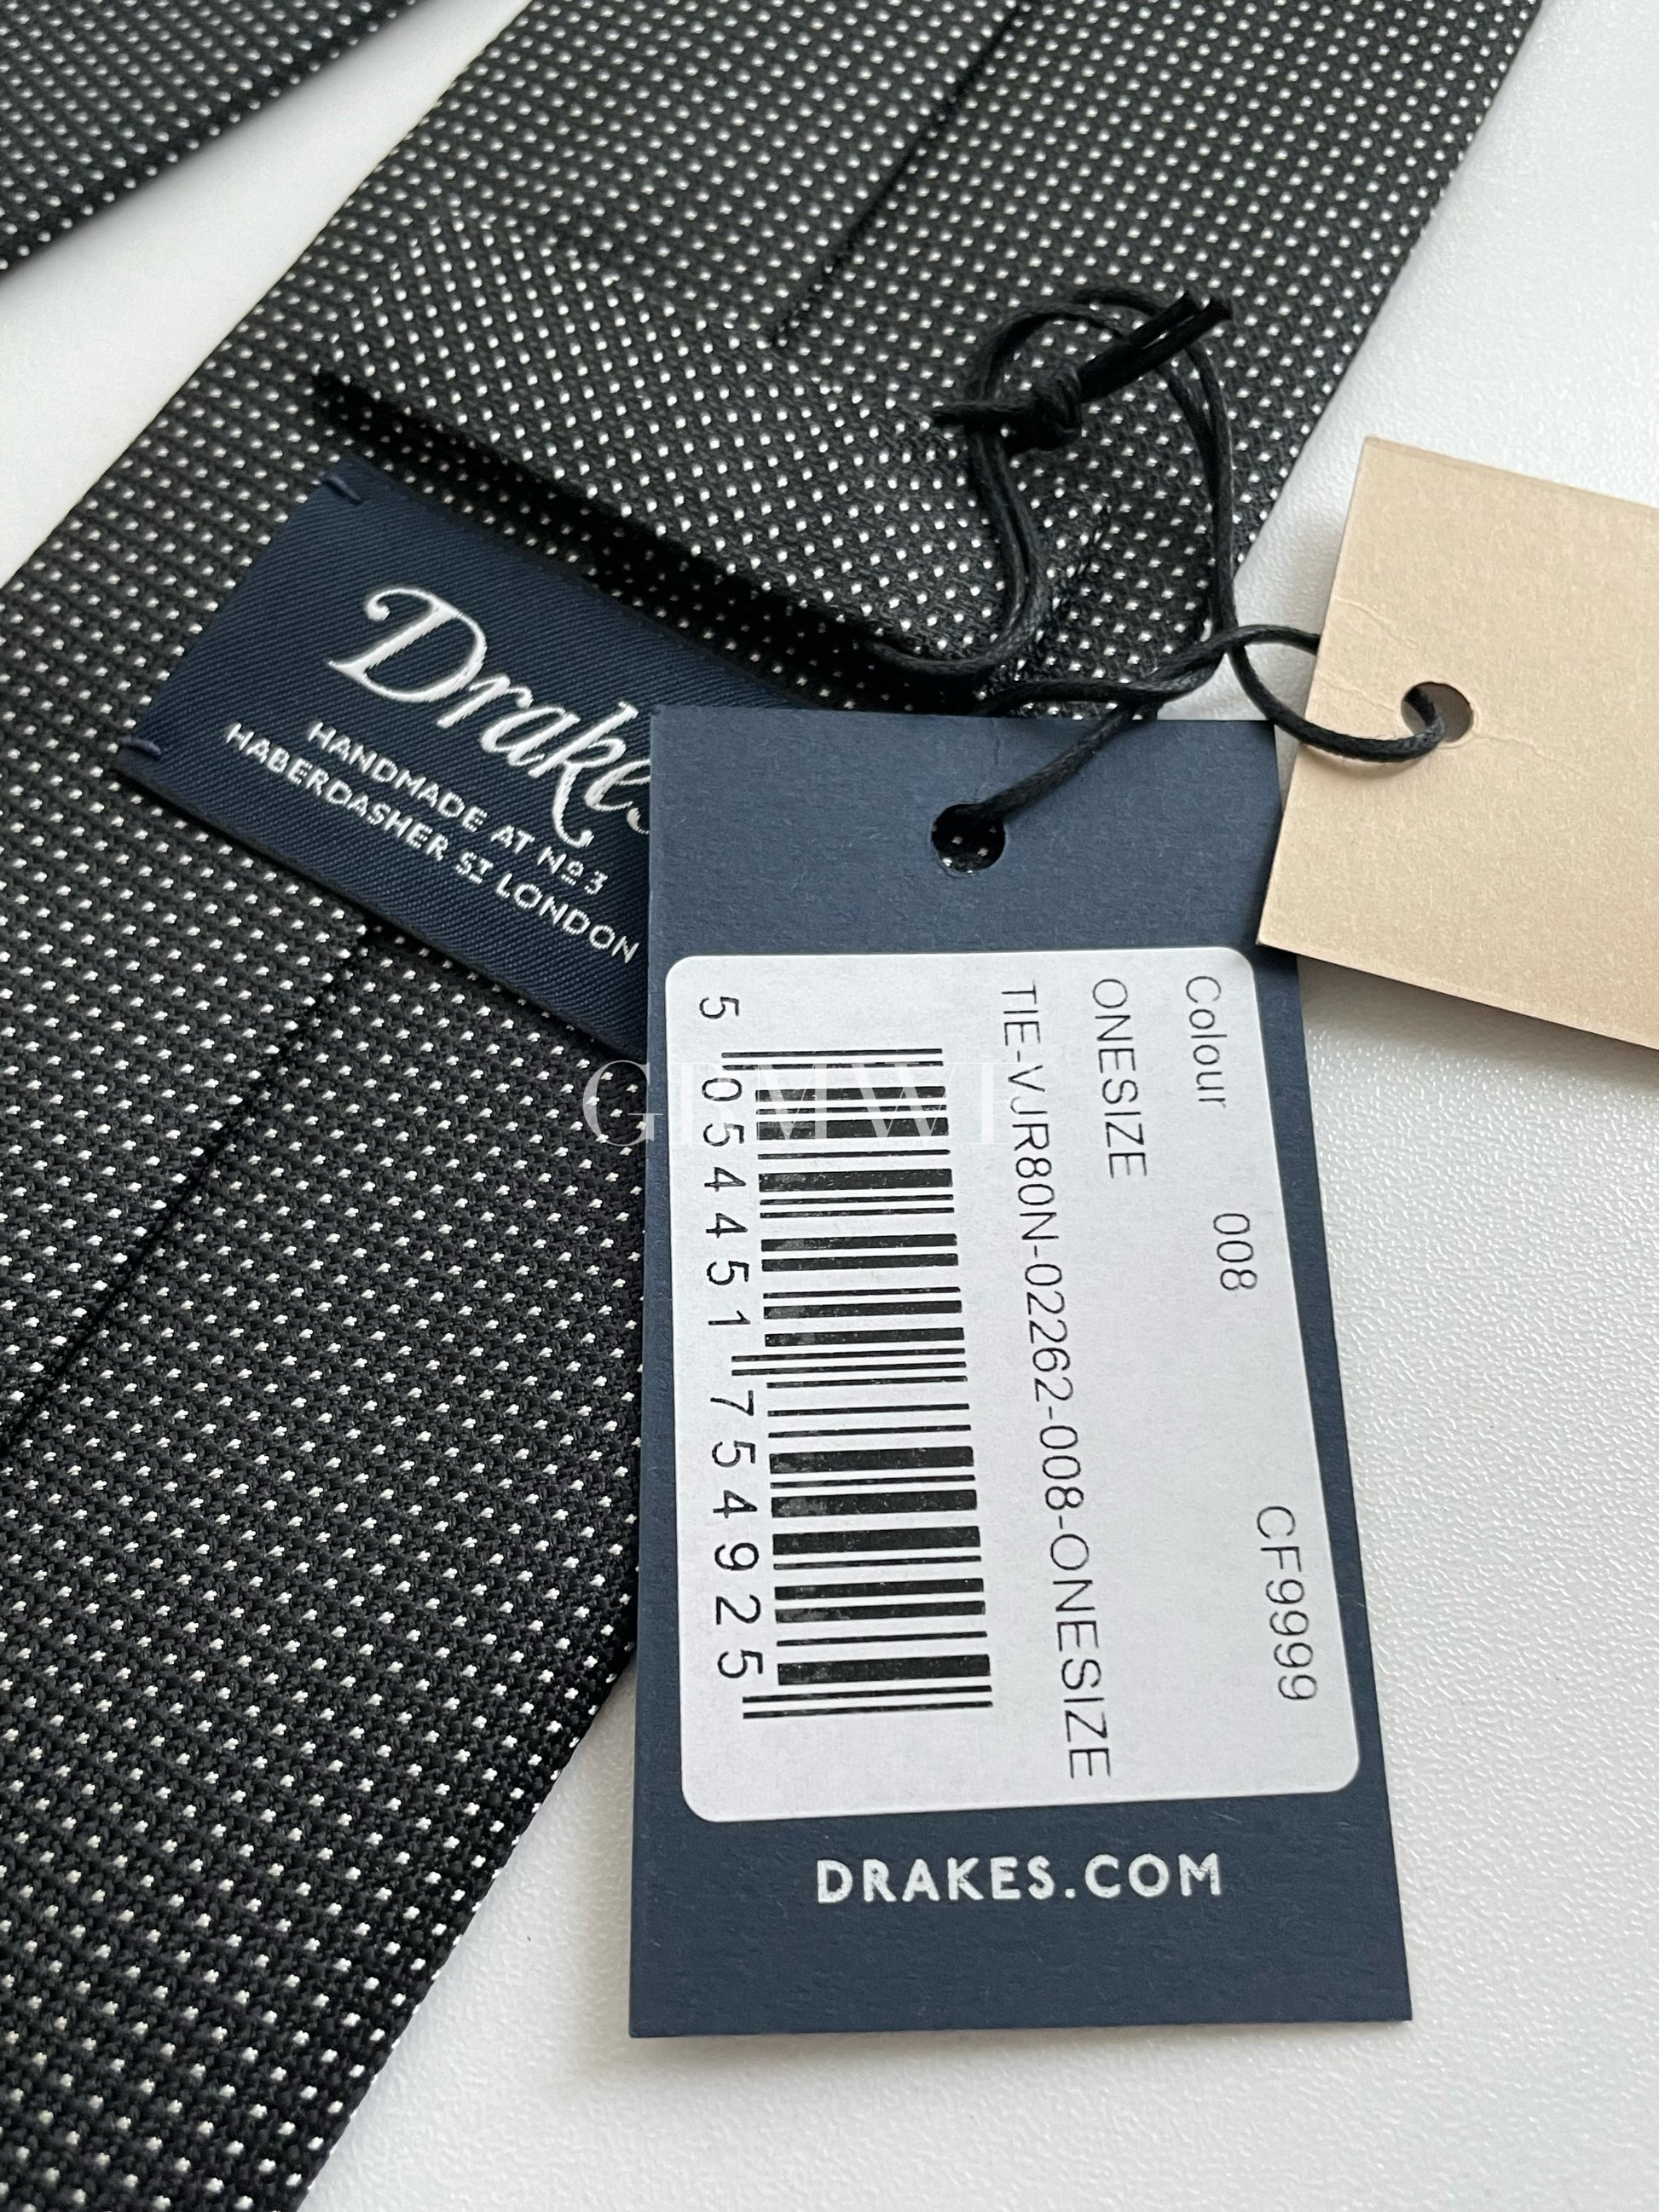 Drakes
HANDMADE AT Nº3
HABERDASHER ST LONDON
Colour 008 CF9999
ONESIZE
TIE-VJR80N-02262-008-ONESIZE
5 054451 754925
DRAKES.COM